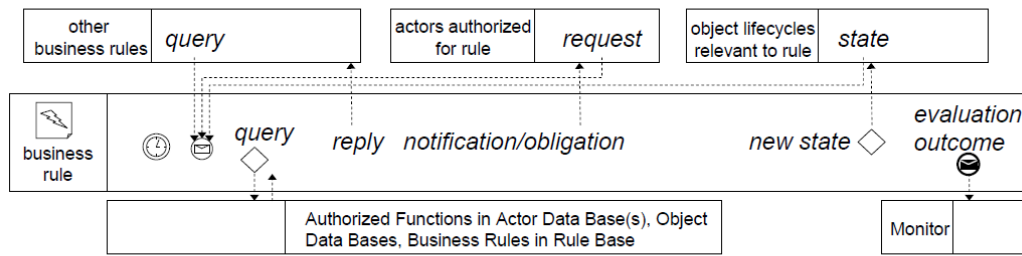 other
business rules
query
actors authorized
for rule
request
object lifecycles
relevant to rule
state
business
rule
query
reply
notification/obligation
new state
evaluation
outcome
Authorized Functions in Actor Data Base(s), Object
Data Bases, Business Rules in Rule Base
Monitor